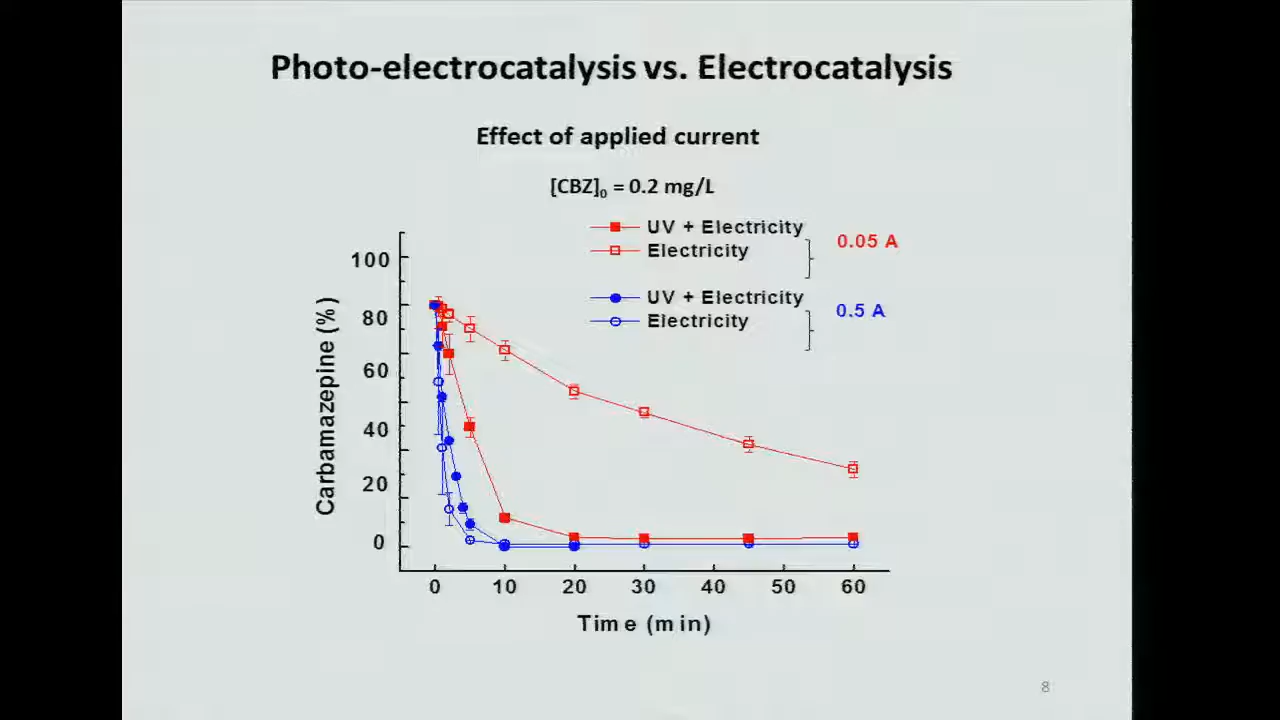 Photo-electrocatalysis vs. Electrocatalysis
Effect of applied current
[CBZ]₀ = 0.2 mg/L
UV + Electricity
Electricity
0.05 A
UV + Electricity
Electricity
0.5 A
Carbamazepine (%)
100
80
60
40
20
0
0 10 20 30 40 50 60
Time (min)
8